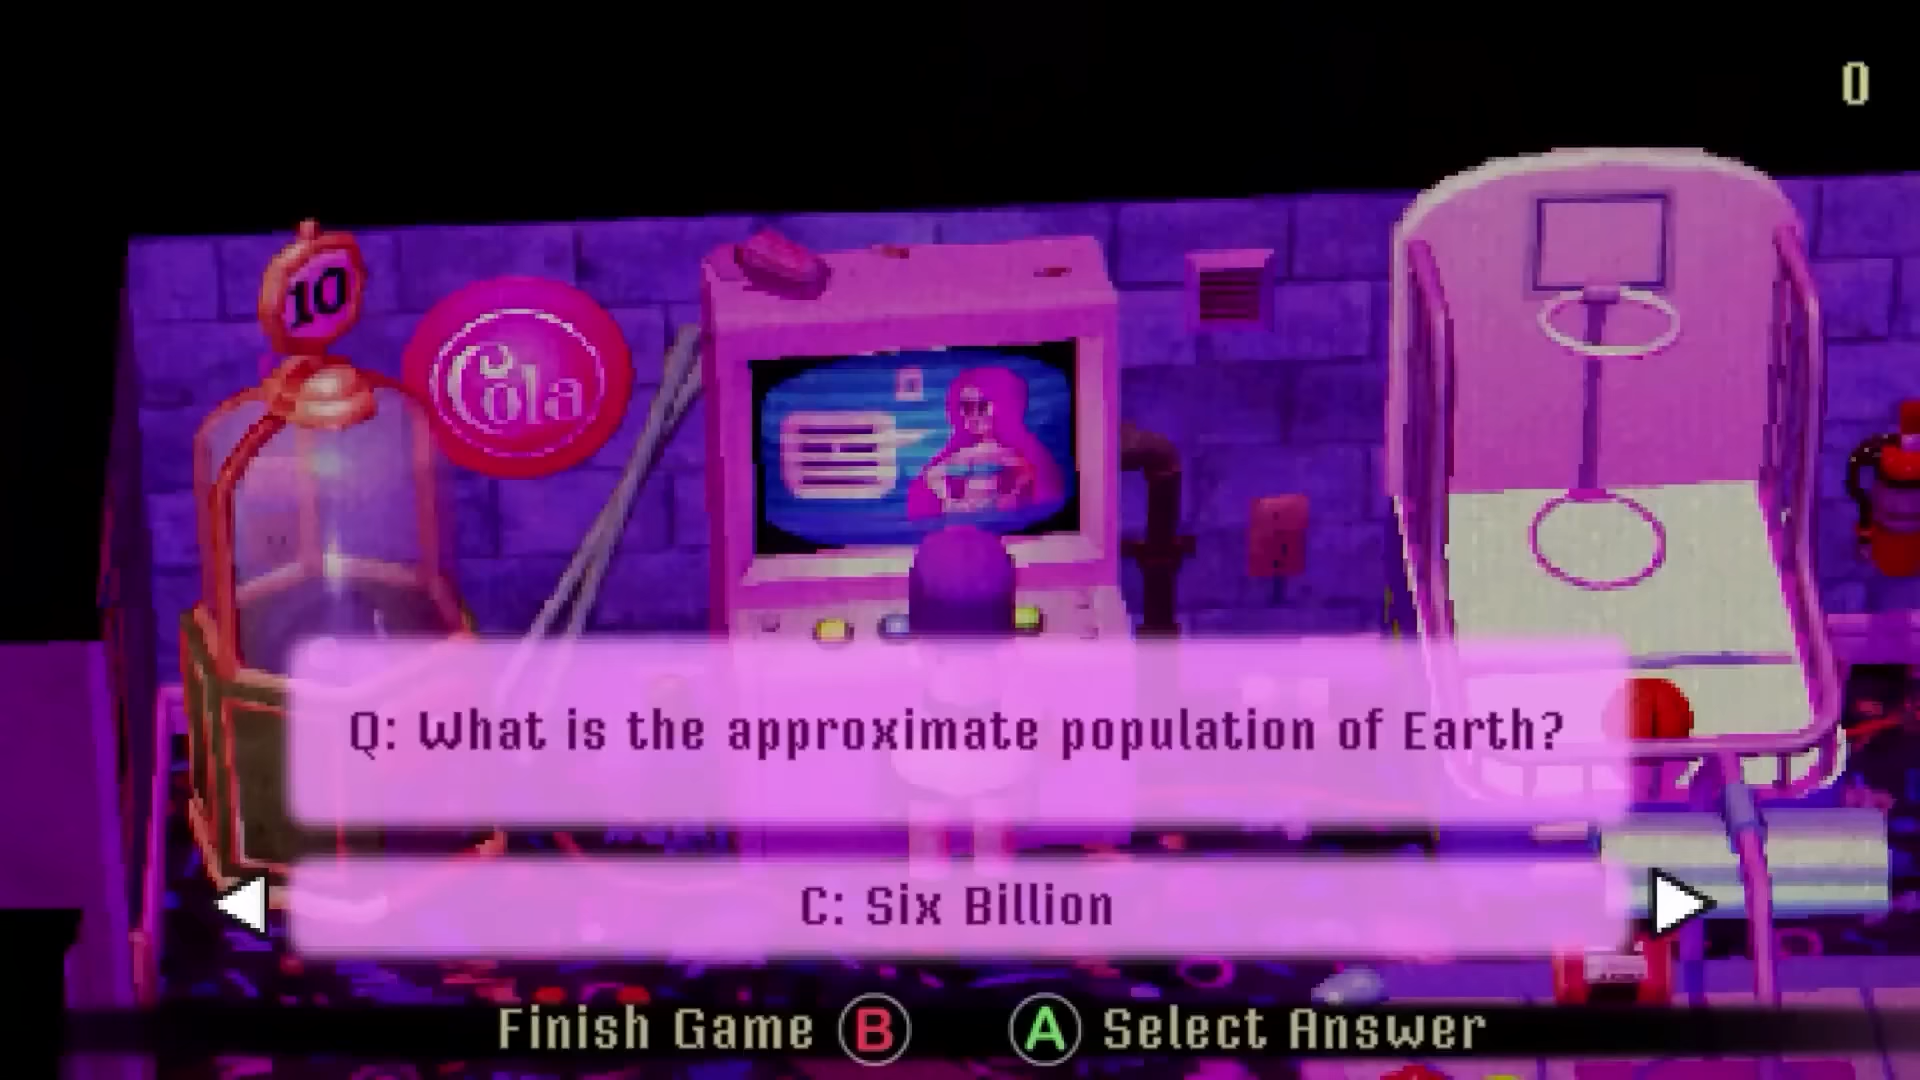 0
10
Cola
Q: What is the approximate population of Earth?
C: Six Billion
Finish Game B A Select Answer